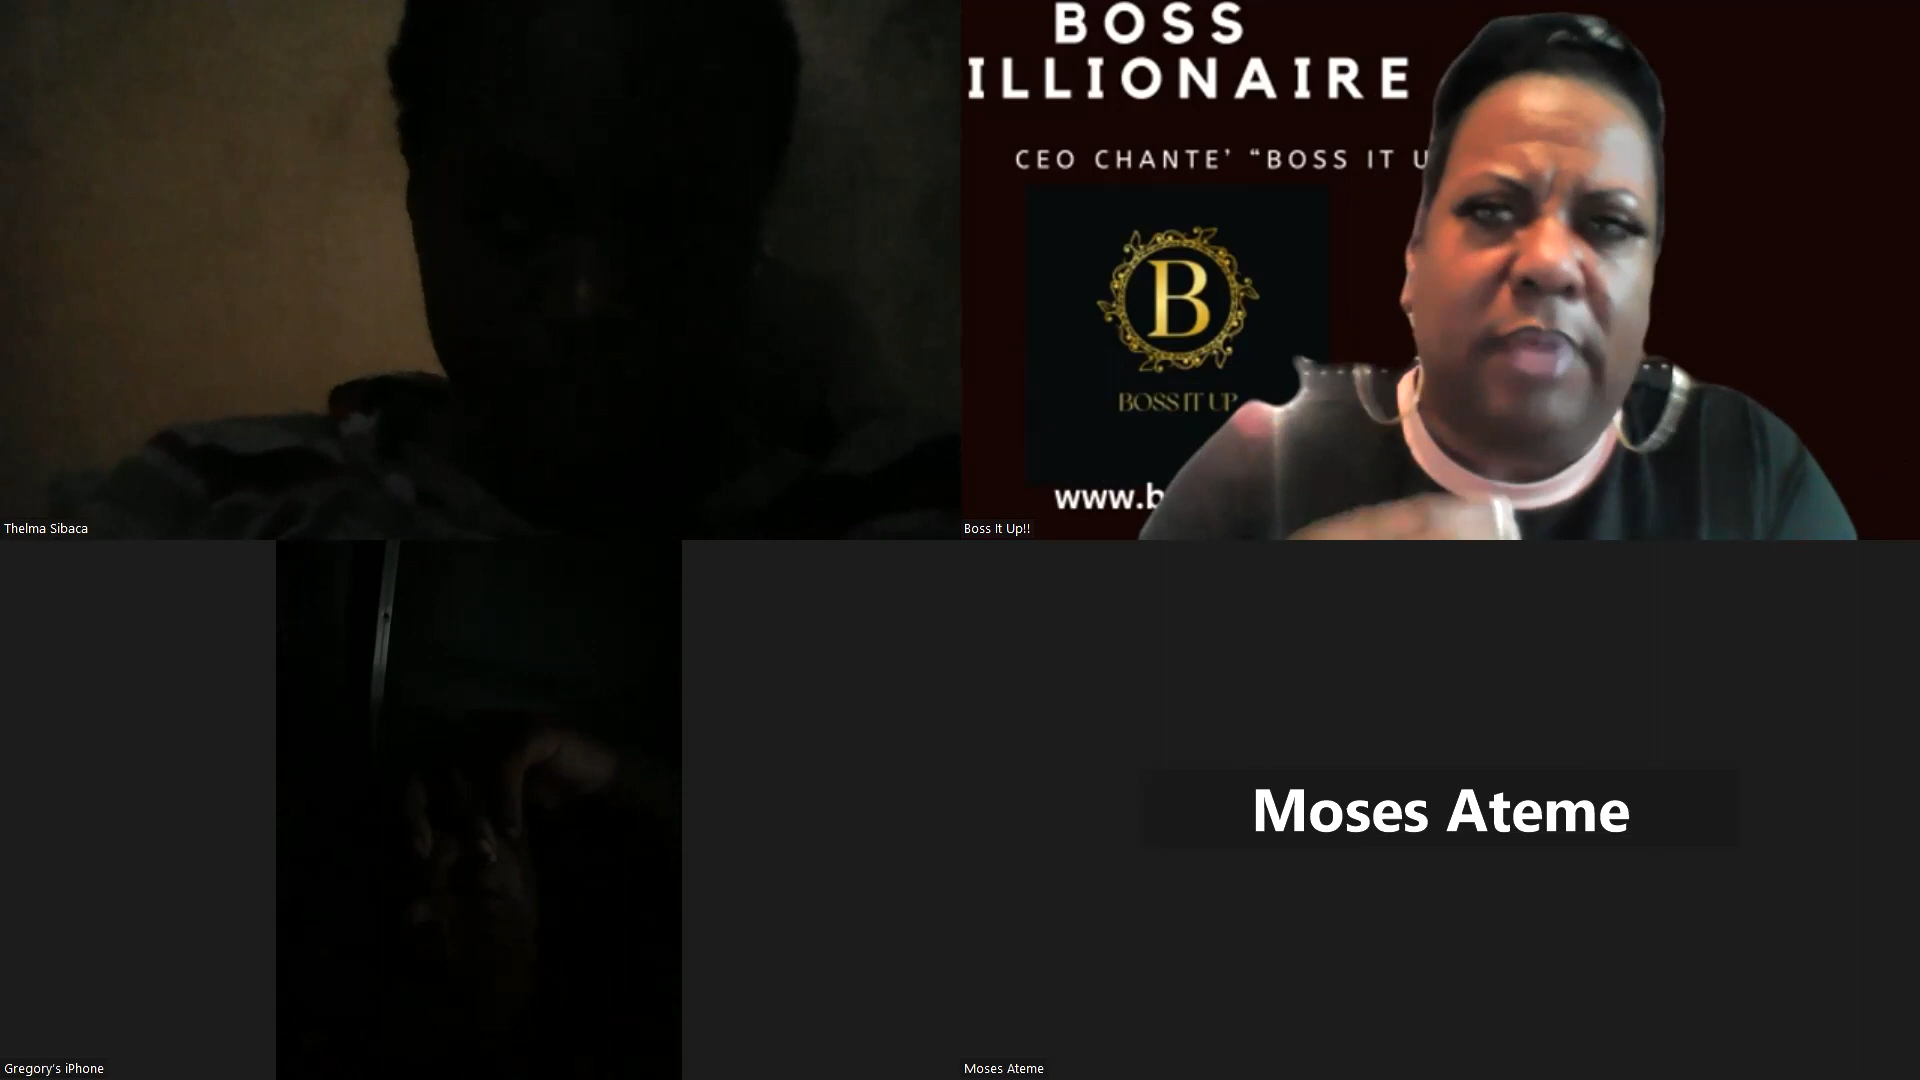 BOSS
ILLIONAIRE
CEO CHANTE' “BOSS IT U
B
BOSS IT UP
www.b
Thelma Sibaca
Boss It Up!!
Moses Ateme
Gregory's iPhone
Moses Ateme